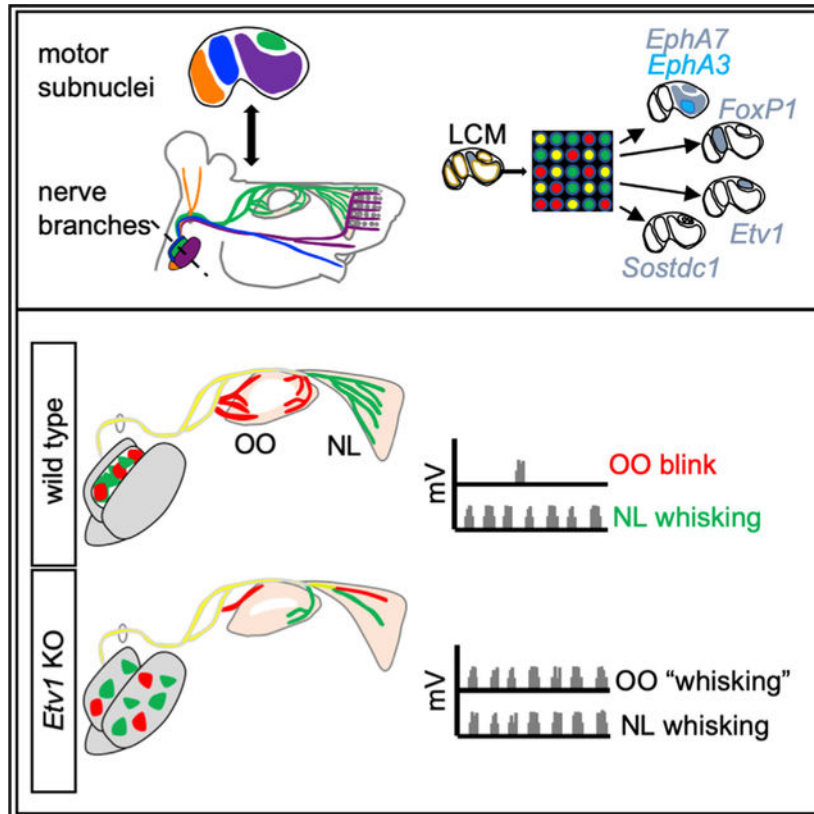 motor
subnuclei
nerve
branches
LCM
EphA7
EphA3
FoxP1
Etv1
Sostdc1
wild type
OO
NL
mV
OO blink
NL whisking
Etv1 KO
mV
OO “whisking”
NL whisking